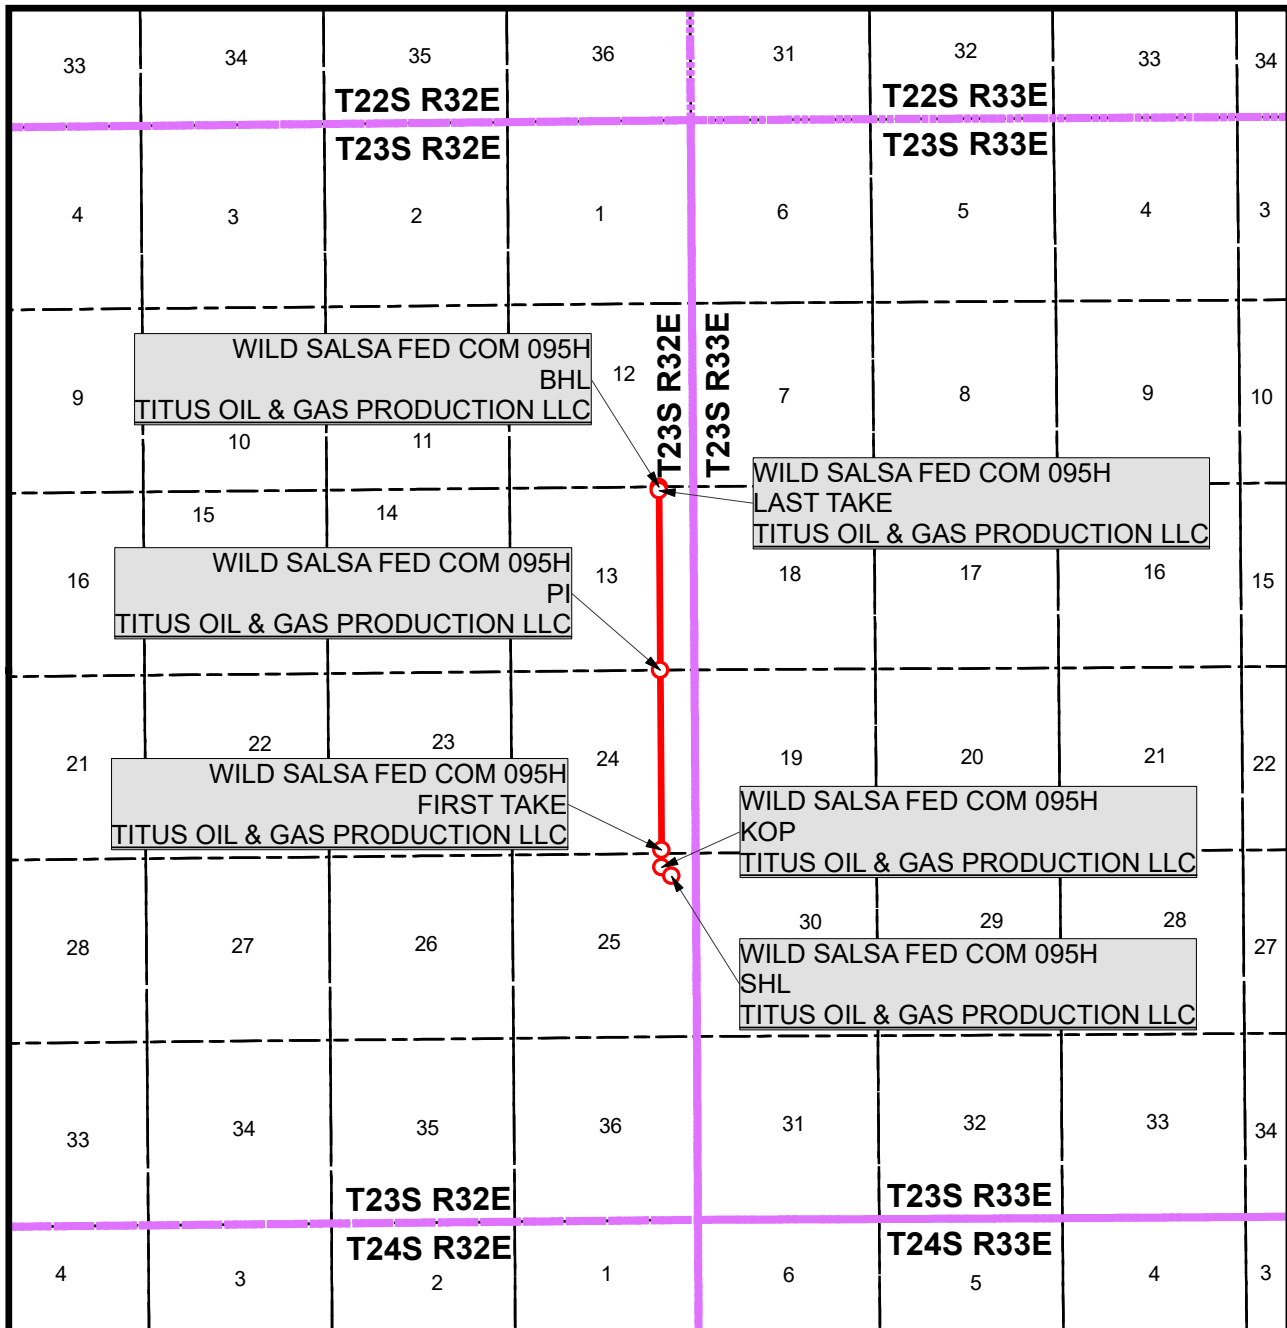 33 34 35 36 31 32 33 34
T22S R32E T22S R33E
T23S R32E T23S R33E
4 3 2 1 6 5 4 3
T23S R32E
T23S R33E
WILD SALSA FED COM 095H
BHL
TITUS OIL & GAS PRODUCTION LLC
9 12 7 8 9 10
10 11
WILD SALSA FED COM 095H
LAST TAKE
TITUS OIL & GAS PRODUCTION LLC
15 14
WILD SALSA FED COM 095H
PI
TITUS OIL & GAS PRODUCTION LLC
16 13 18 17 16 15
22 23
21 24 19 20 21 22
WILD SALSA FED COM 095H
FIRST TAKE
TITUS OIL & GAS PRODUCTION LLC
WILD SALSA FED COM 095H
KOP
TITUS OIL & GAS PRODUCTION LLC
30 29 28
28 27 26 25 27
WILD SALSA FED COM 095H
SHL
TITUS OIL & GAS PRODUCTION LLC
33 34 35 36 31 32 33 34
T23S R32E T23S R33E
T24S R32E T24S R33E
4 3 2 1 6 5 4 3